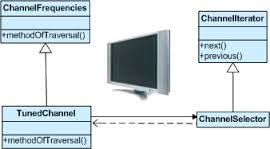 ChannelFrequencies
+methodOfTraversal()
ChannelIterator
+next()
+previous()
TunedChannel
+methodOfTraversal()
ChannelSelector